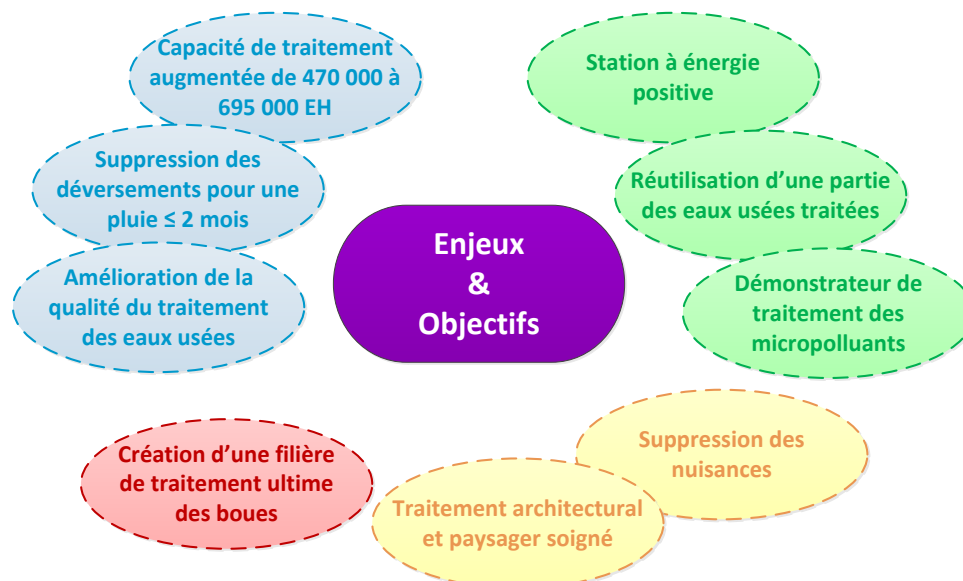 Capacité de traitement
augmentée de 470 000 à
695 000 EH
Suppression des
déversements pour une
pluie ≤ 2 mois
Amélioration de la
qualité du traitement
des eaux usées
Enjeux
&
Objectifs
Station à énergie
positive
Réutilisation d’une partie
des eaux usées traitées
Démonstrateur de
traitement des
micropolluants
Suppression des
nuisances
Traitement architectural
et paysager soigné
Création d’une filière
de traitement ultime
des boues